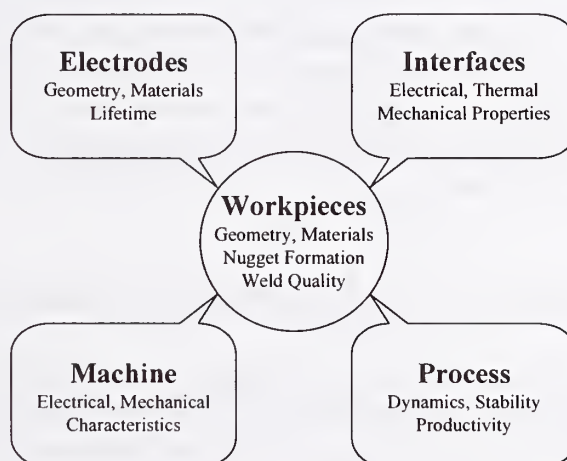 Electrodes
Geometry, Materials
Lifetime
Interfaces
Electrical, Thermal
Mechanical Properties
Workpieces
Geometry, Materials
Nugget Formation
Weld Quality
Machine
Electrical, Mechanical
Characteristics
Process
Dynamics, Stability
Productivity